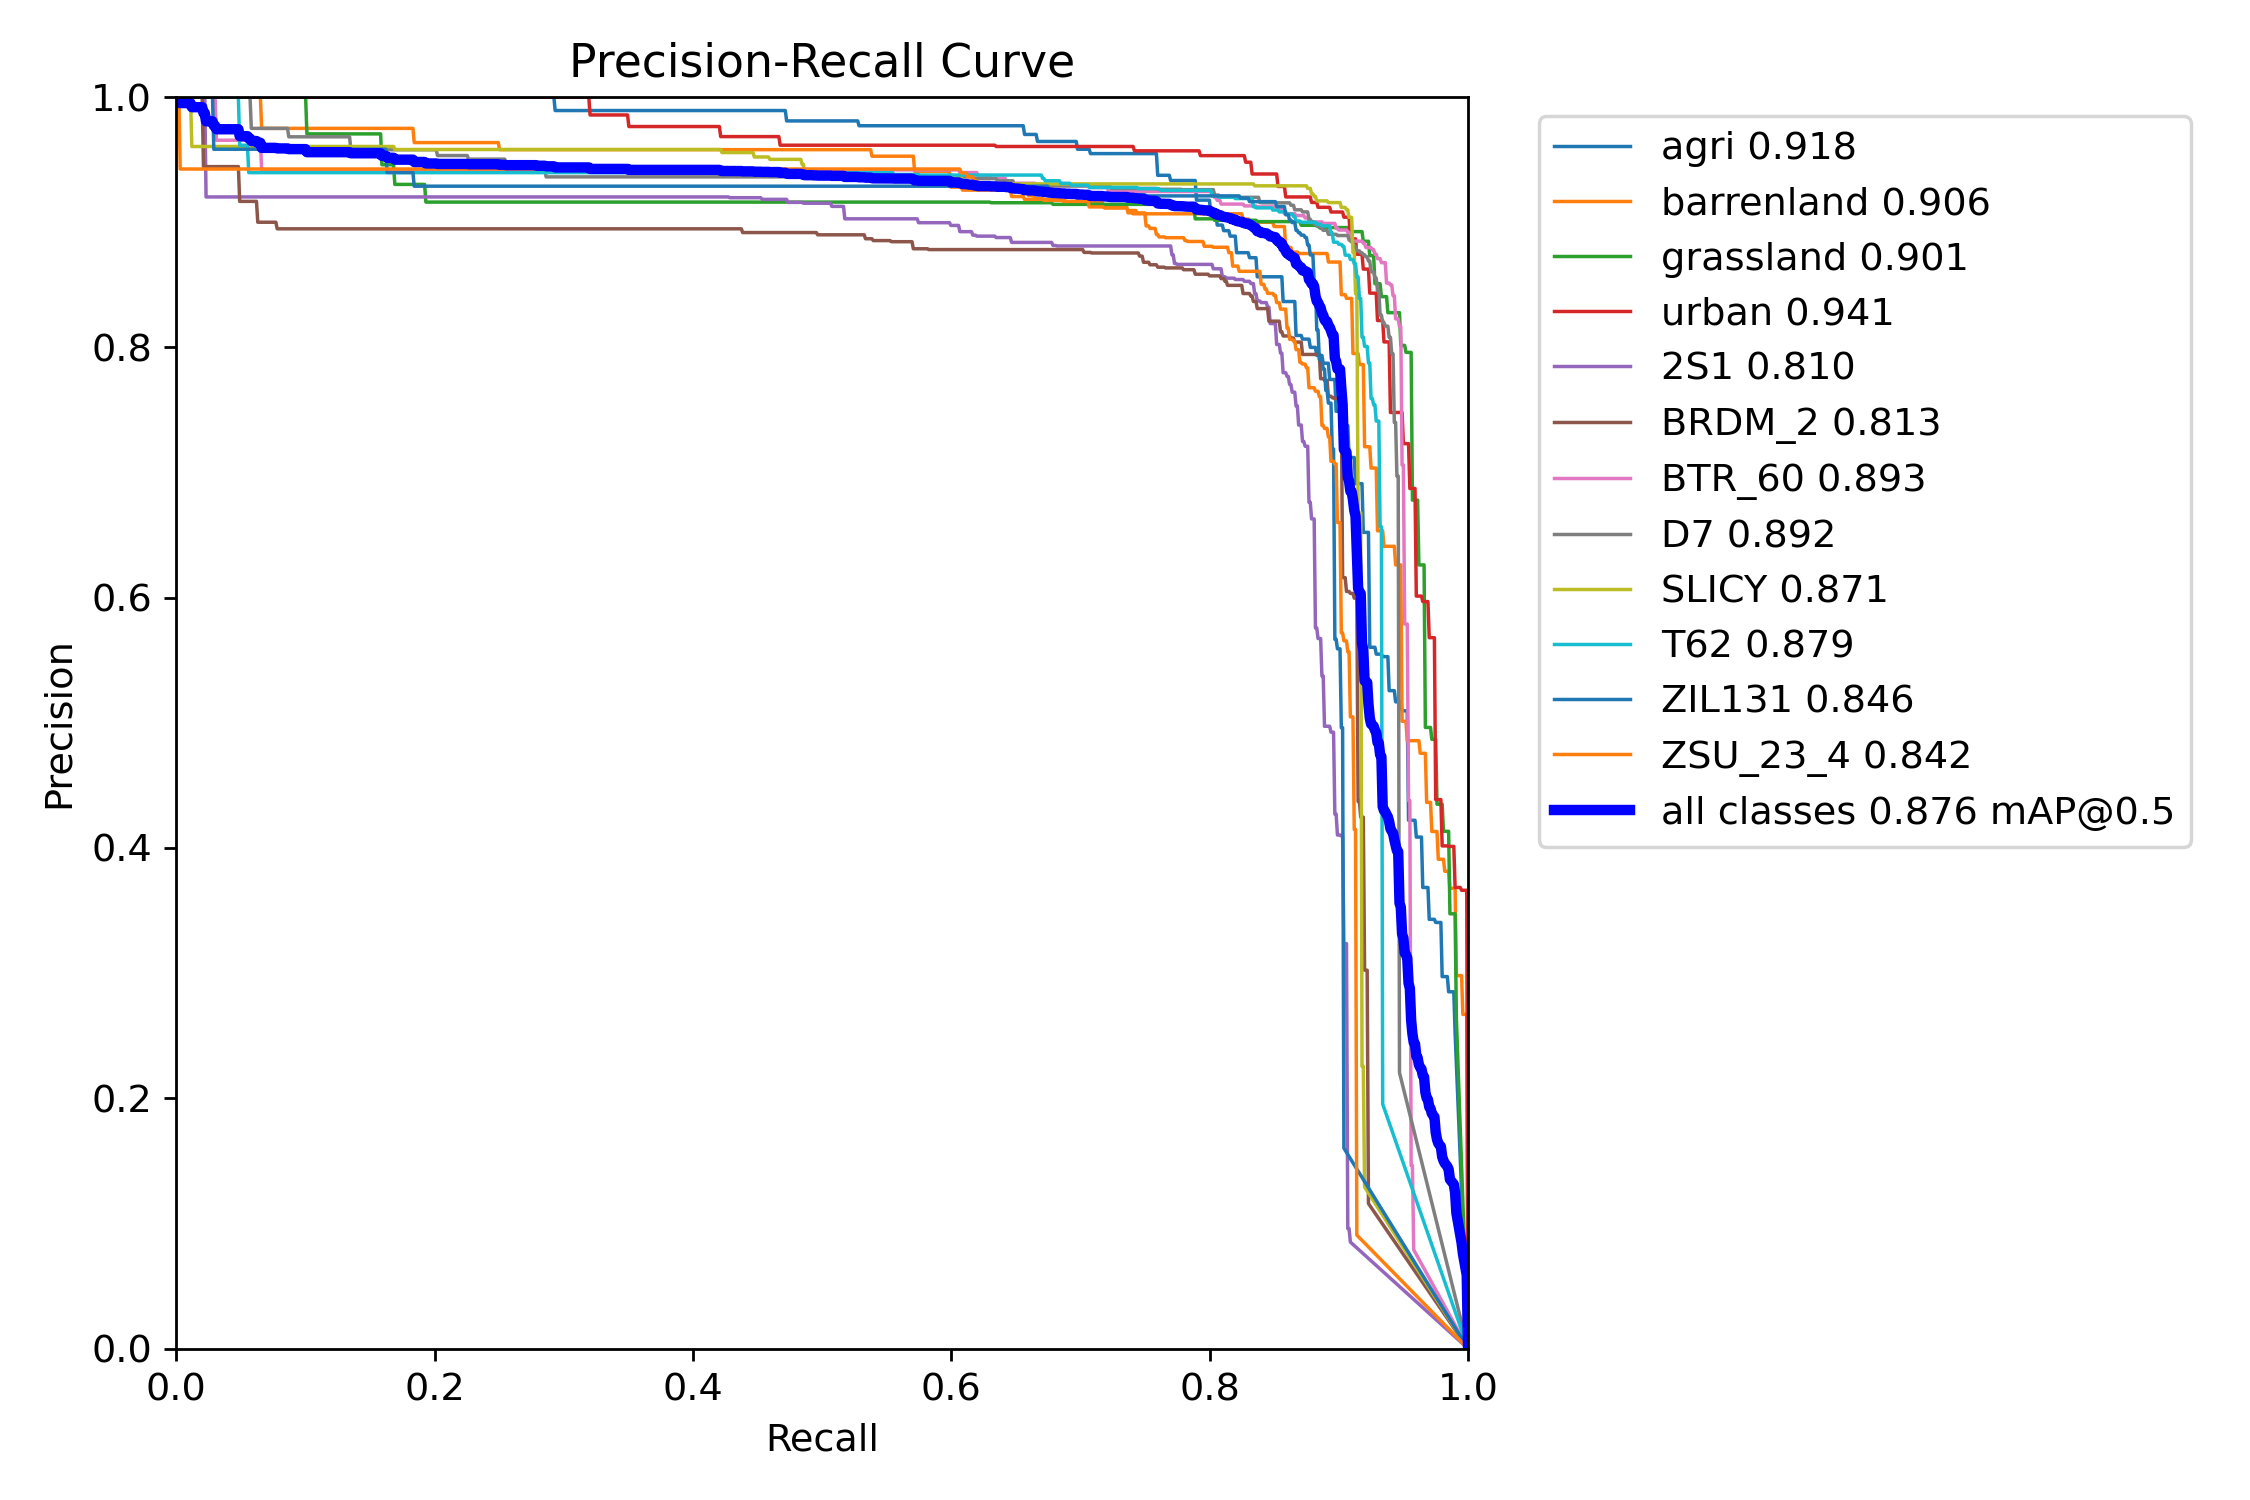 Precision-Recall Curve
1.0
0.8
0.6
0.4
0.2
0.0
Precision
0.0 0.2 0.4 0.6 0.8 1.0
Recall
agri 0.918
barrenland 0.906
grassland 0.901
urban 0.941
2S1 0.810
BRDM_2 0.813
BTR_60 0.893
D7 0.892
SLICY 0.871
T62 0.879
ZIL131 0.846
ZSU_23_4 0.842
all classes 0.876 mAP@0.5